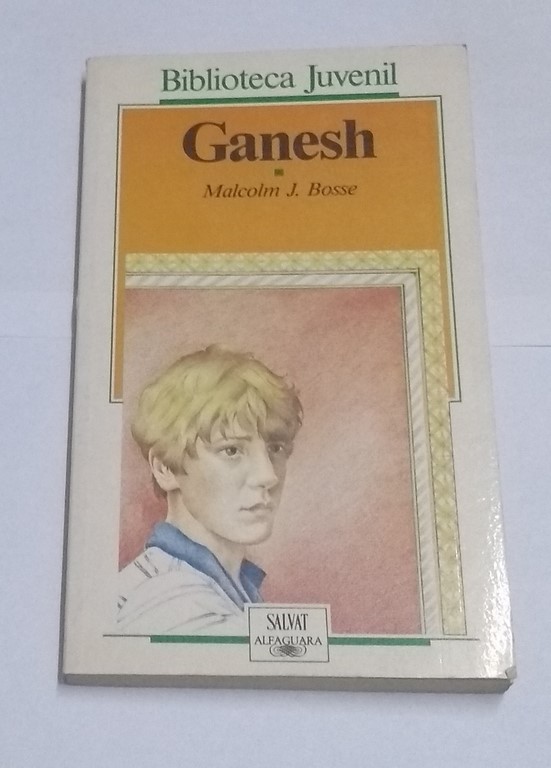 Biblioteca Juvenil
Ganesh
Malcolm J. Bosse
SALVAT
ALFAGUARA